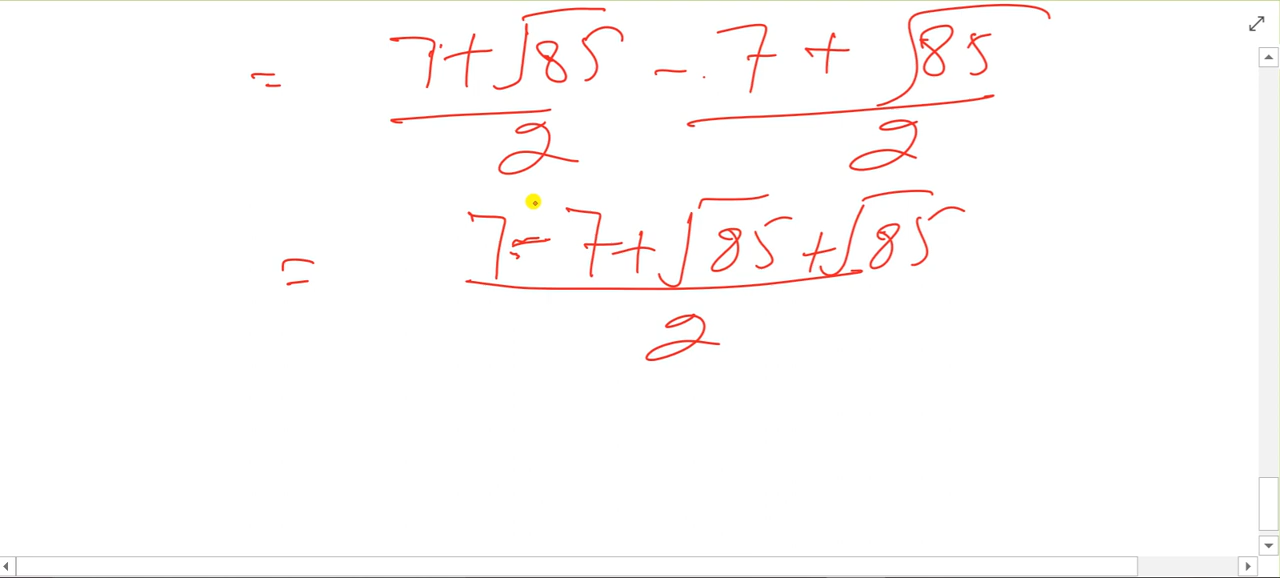 = 7+√85 / 2 - 7 + √85 / 2
= 7 - 7 + √85 + √85 / 2